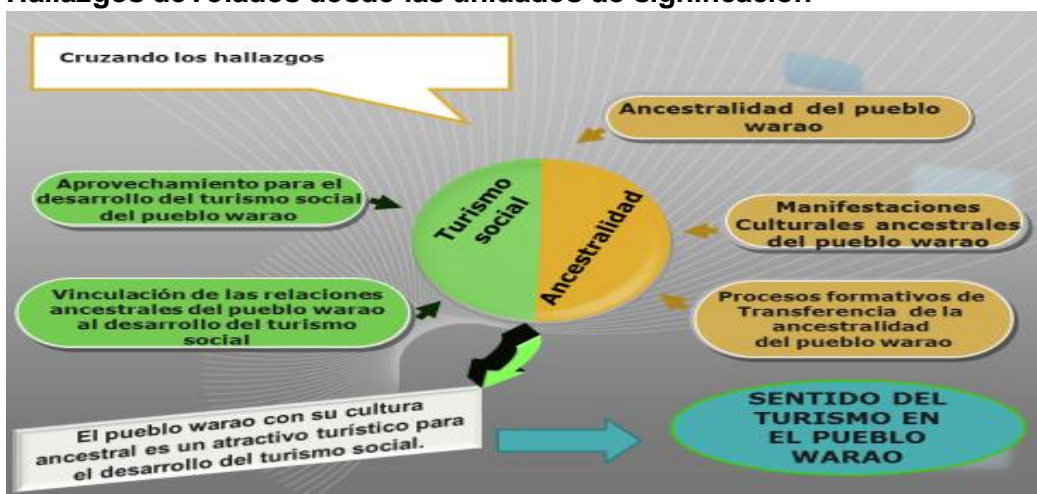 Cruzando los hallazgos
Ancestralidad del pueblo
warao
Aprovechamiento para el
desarrollo del turismo social
del pueblo warao
Turismo
social
Ancestralidad
Manifestaciones
Culturales ancestrales
del pueblo warao
Vinculación de las relaciones
ancestrales del pueblo warao
al desarrollo del turismo
social
Procesos formativos de
Transferencia de la
ancestralidad
del pueblo warao
El pueblo warao con su cultura
ancestral es un atractivo turístico para
el desarrollo del turismo social.
SENTIDO DEL
TURISMO EN
EL PUEBLO
WARAO